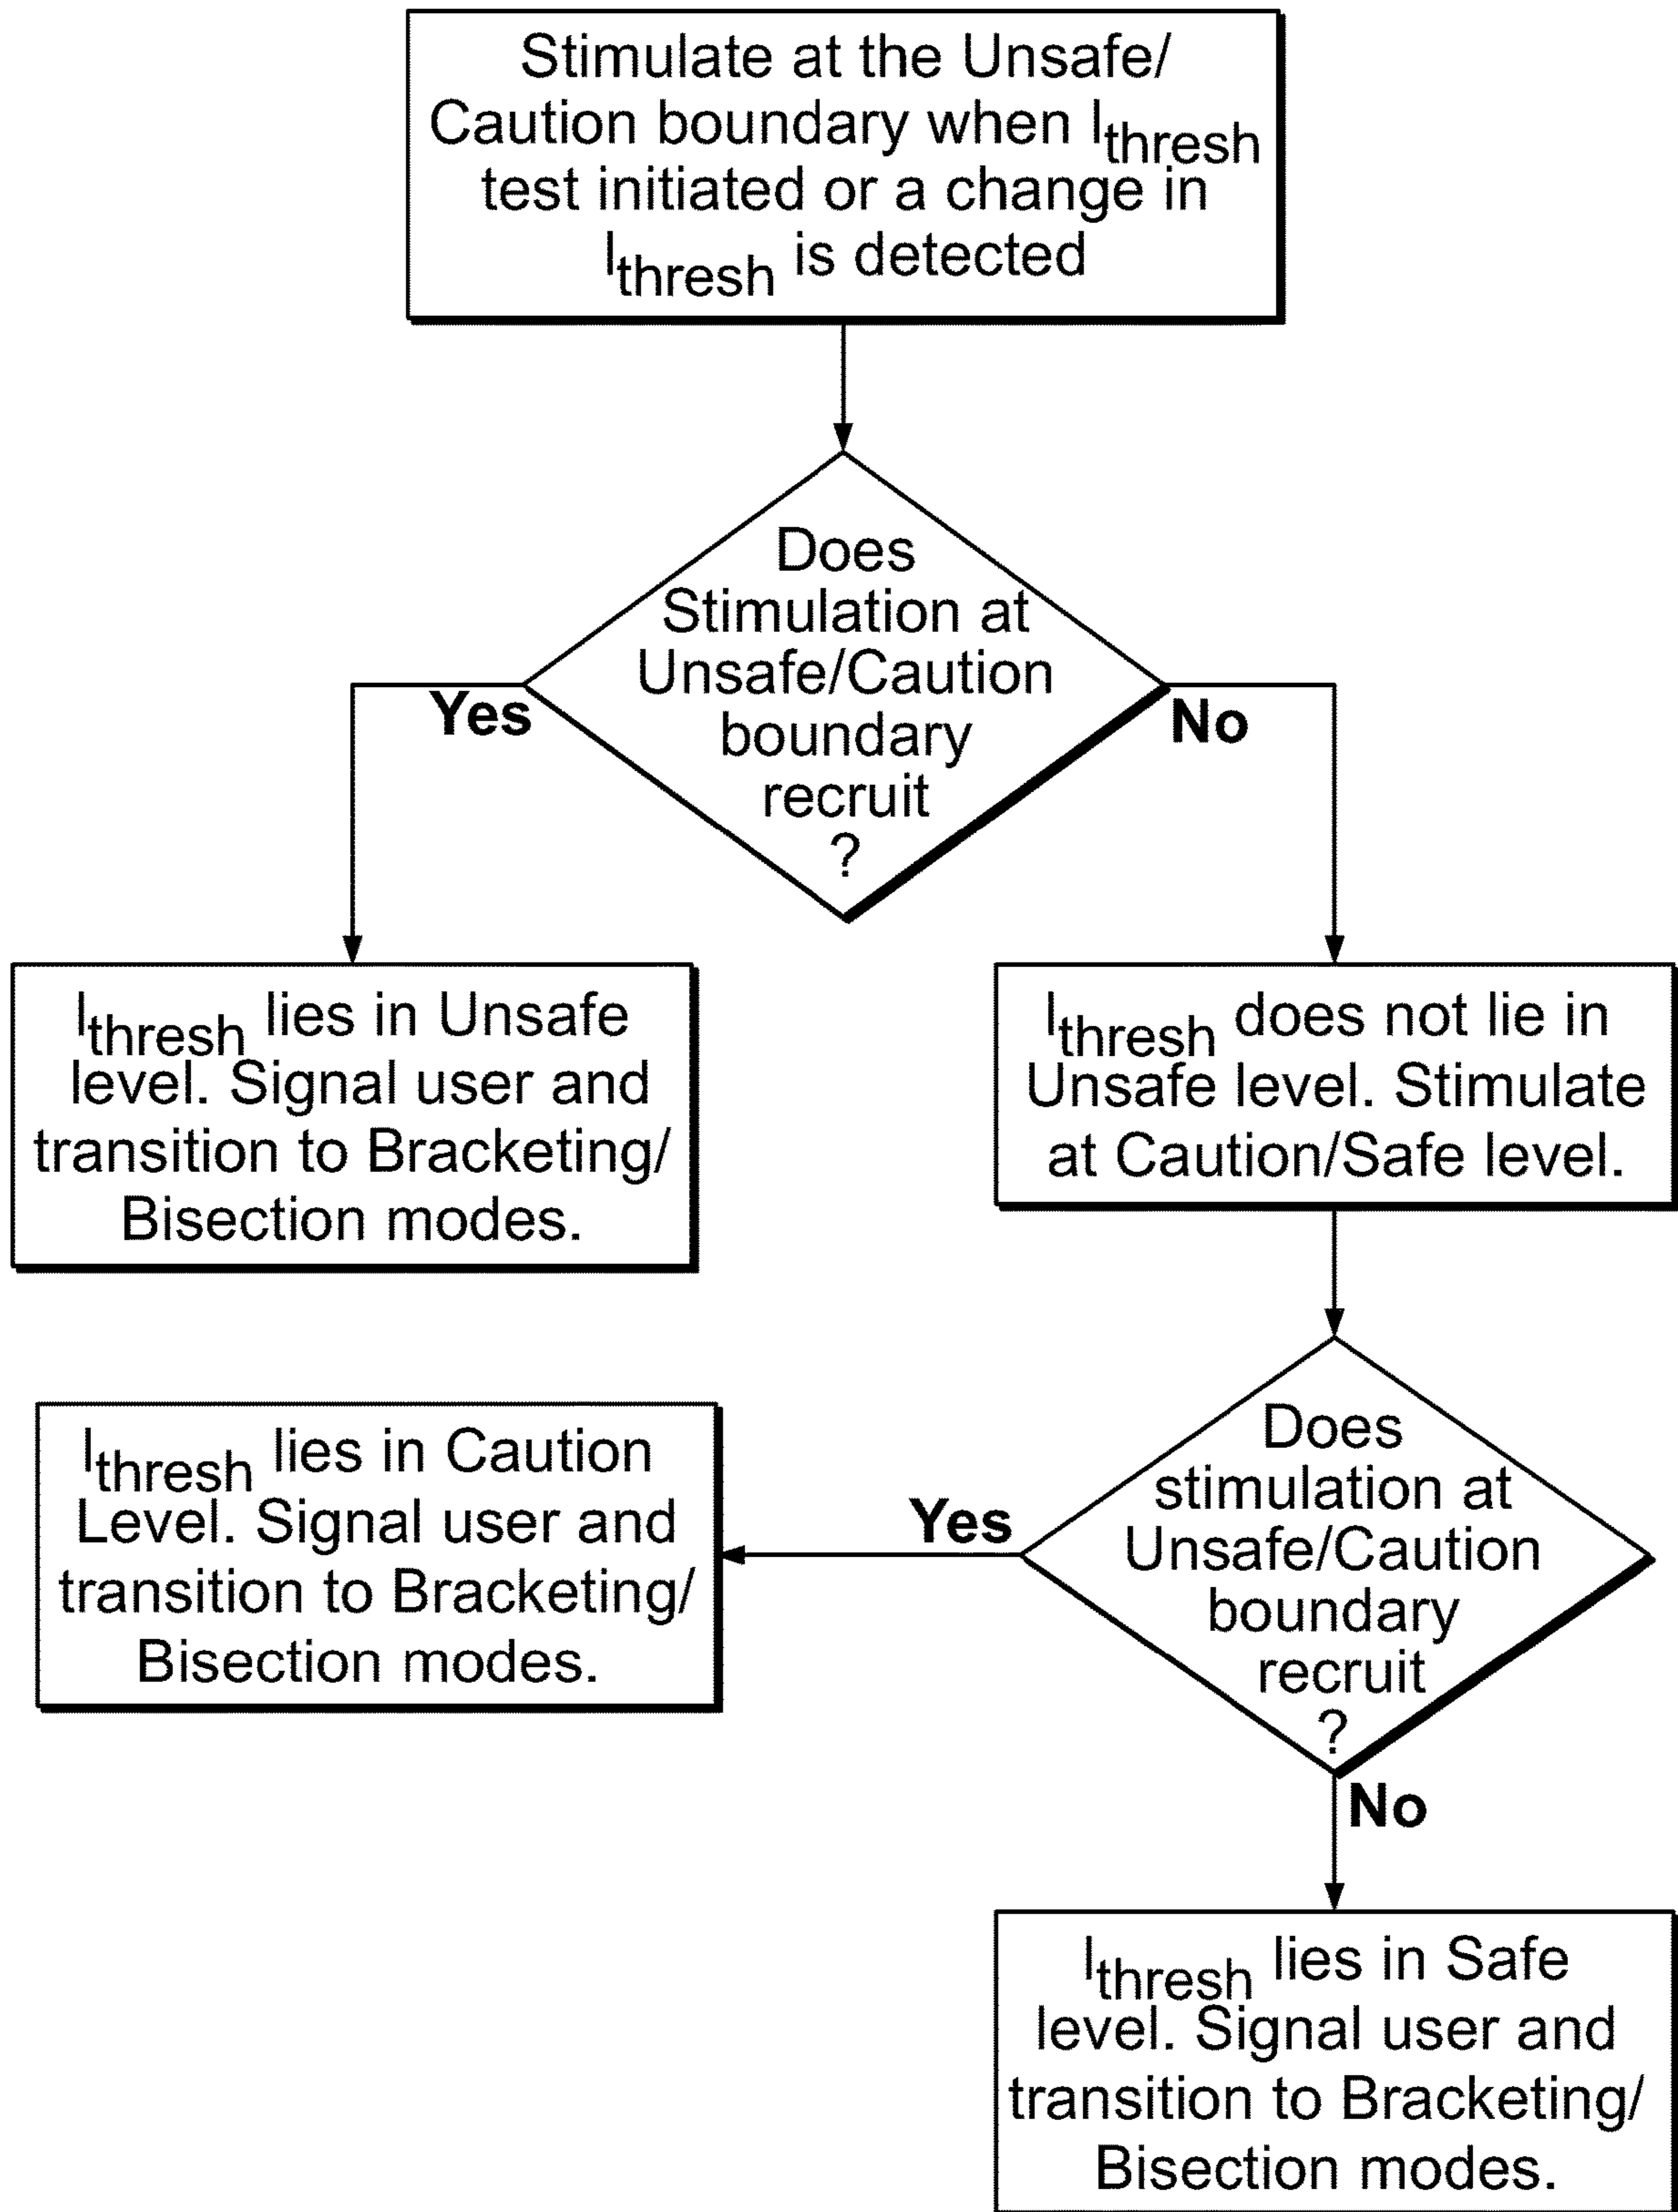 Stimulate at the Unsafe/
Caution boundary when Ithresh
test initiated or a change in
Ithresh is detected
Does
Stimulation at
Unsafe/Caution
boundary
recruit
?
Yes
No
Ithresh lies in Unsafe
level. Signal user and
transition to Bracketing/
Bisection modes.
Ithresh does not lie in
Unsafe level. Stimulate
at Caution/Safe level.
Does
stimulation at
Unsafe/Caution
boundary
recruit
?
Yes
No
Ithresh lies in Caution
Level. Signal user and
transition to Bracketing/
Bisection modes.
Ithresh lies in Safe
level. Signal user and
transition to Bracketing/
Bisection modes.